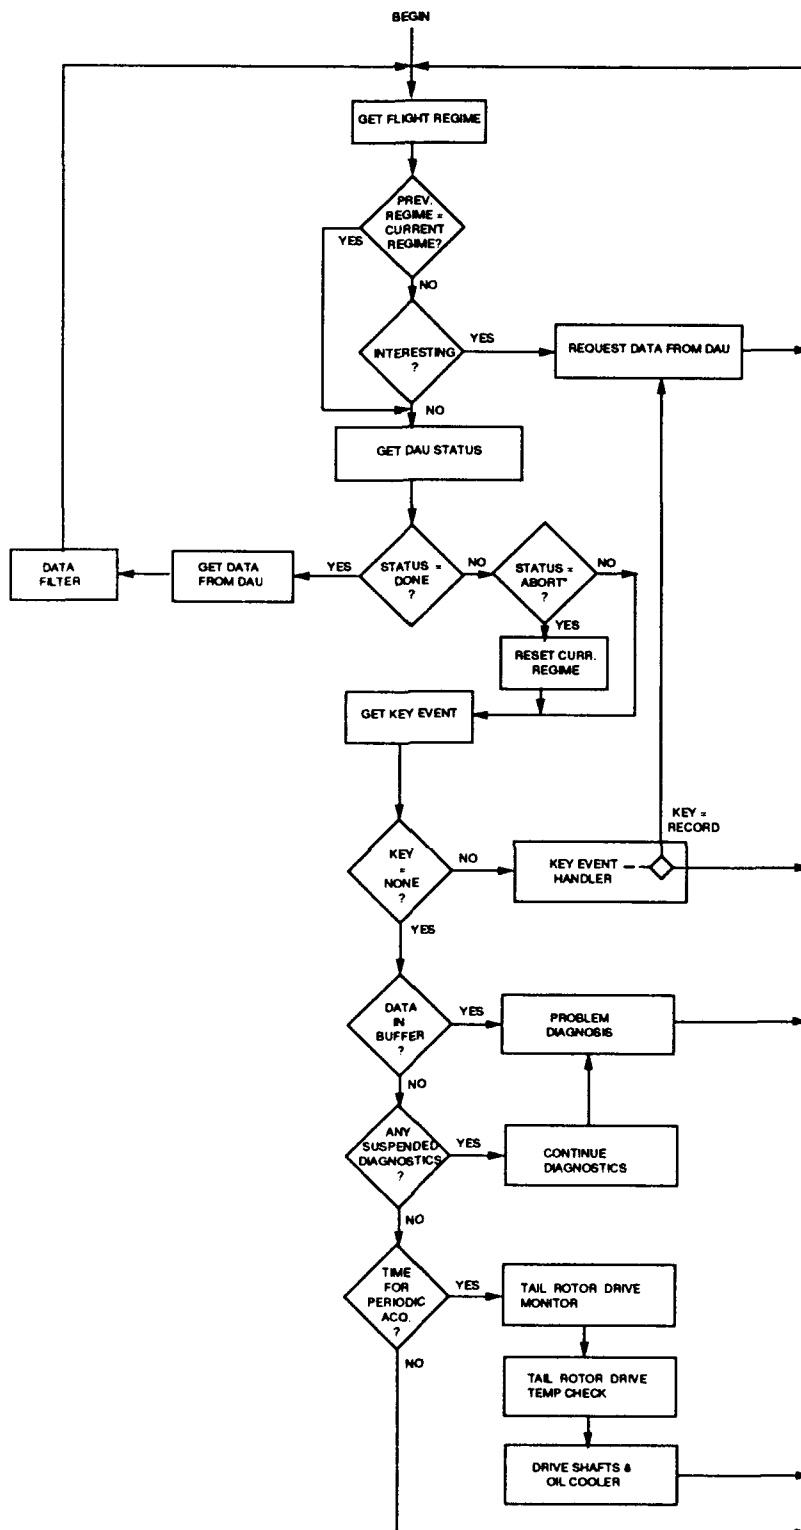 BEGIN
GET FLIGHT REGIME
PREV.
REGIME =
CURRENT
REGIME?
YES
NO
INTERESTING
?
YES
REQUEST DATA FROM DAU
NO
GET DAU STATUS
DATA
FILTER
GET DATA
FROM DAU
YES
STATUS =
DONE
?
NO
STATUS =
ABORT"
?
NO
YES
RESET CURR.
REGIME
GET KEY EVENT
KEY =
RECORD
KEY
=
NONE
?
NO
KEY EVENT
HANDLER
YES
DATA
IN
BUFFER
?
YES
PROBLEM
DIAGNOSIS
NO
ANY
SUSPENDED
DIAGNOSTICS
?
YES
CONTINUE
DIAGNOSTICS
NO
TIME
FOR
PERIODIC
ACQ.
?
YES
TAIL ROTOR DRIVE
MONITOR
NO
TAIL ROTOR DRIVE
TEMP CHECK
DRIVE SHAFTS &
OIL COOLER